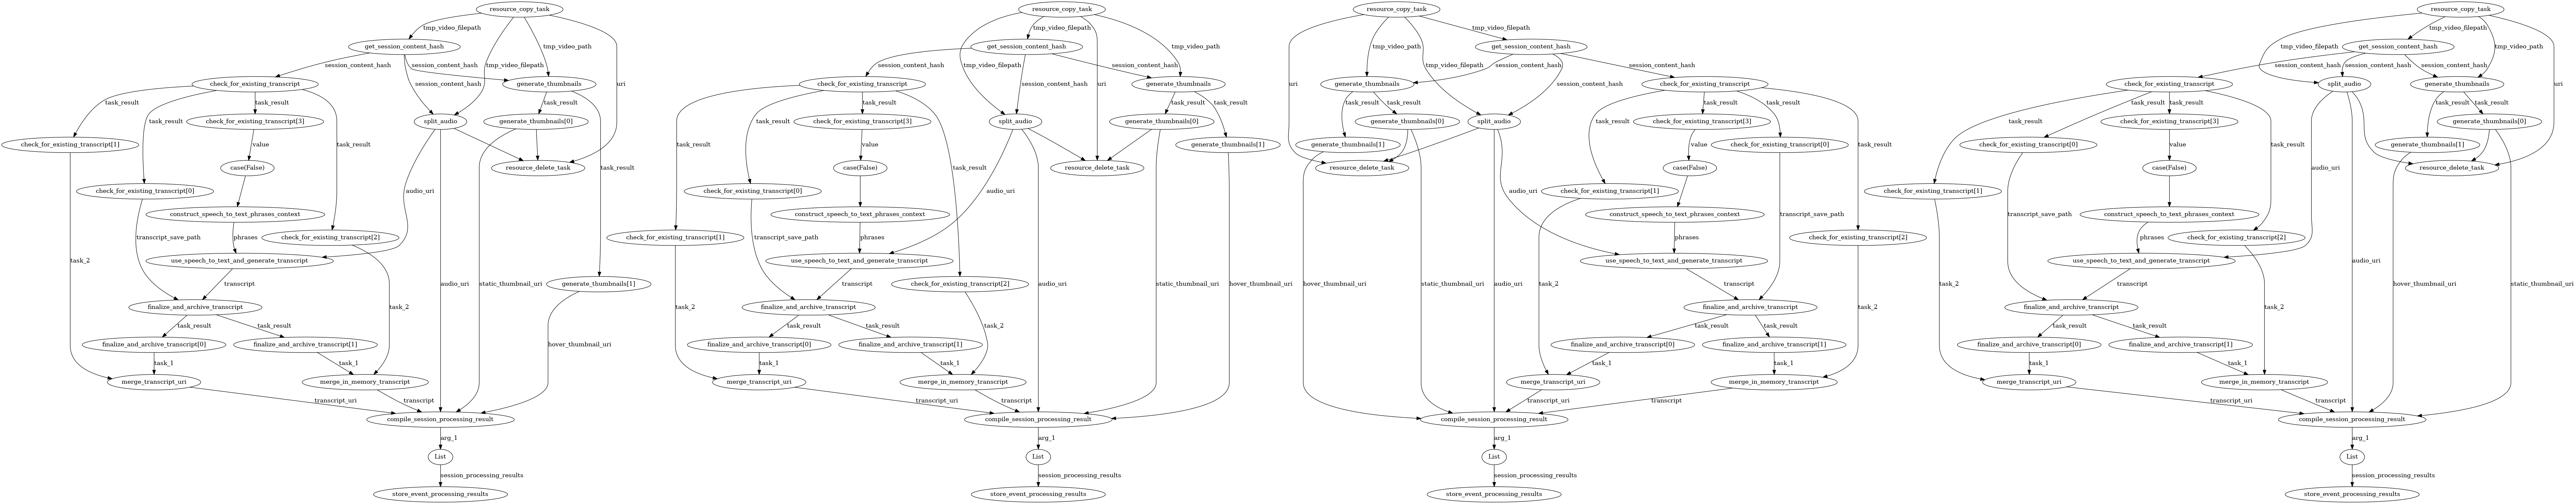 resource_copy_task
tmp_video_filepath
get_session_content_hash
tmp_video_path
session_content_hash
session_content_hash
tmp_video_filepath
uri
check_for_existing_transcript
generate_thumbnails
session_content_hash
task_result
task_result
task_result
task_result
task_result
check_for_existing_transcript[3]
split_audio
generate_thumbnails[0]
check_for_existing_transcript[1]
value
task_result
case(False)
resource_delete_task
task_result
check_for_existing_transcript[0]
audio_uri
construct_speech_to_text_phrases_context
transcript_save_path
phrases
check_for_existing_transcript[2]
task_2
use_speech_to_text_and_generate_transcript
transcript
audio_uri
static_thumbnail_uri
generate_thumbnails[1]
finalize_and_archive_transcript
task_2
task_result
task_result
finalize_and_archive_transcript[0]
finalize_and_archive_transcript[1]
hover_thumbnail_uri
task_1
task_1
merge_transcript_uri
merge_in_memory_transcript
transcript_uri
transcript
compile_session_processing_result
arg_1
List
session_processing_results
store_event_processing_results
resource_copy_task
tmp_video_filepath
get_session_content_hash
tmp_video_path
session_content_hash
tmp_video_filepath
session_content_hash
session_content_hash
uri
check_for_existing_transcript
generate_thumbnails
task_result
task_result
task_result
task_result
check_for_existing_transcript[3]
split_audio
generate_thumbnails[0]
task_result
value
generate_thumbnails[1]
case(False)
resource_delete_task
task_result
check_for_existing_transcript[0]
audio_uri
construct_speech_to_text_phrases_context
check_for_existing_transcript[1]
transcript_save_path
phrases
use_speech_to_text_and_generate_transcript
transcript
check_for_existing_transcript[2]
audio_uri
static_thumbnail_uri
hover_thumbnail_uri
task_2
finalize_and_archive_transcript
task_result
task_result
task_2
finalize_and_archive_transcript[0]
finalize_and_archive_transcript[1]
task_1
task_1
merge_transcript_uri
merge_in_memory_transcript
transcript_uri
transcript
compile_session_processing_result
arg_1
List
session_processing_results
store_event_processing_results
resource_copy_task
tmp_video_filepath
tmp_video_path
get_session_content_hash
tmp_video_filepath
session_content_hash
session_content_hash
uri
session_content_hash
generate_thumbnails
check_for_existing_transcript
task_result
task_result
task_result
task_result
task_result
generate_thumbnails[0]
split_audio
check_for_existing_transcript[3]
generate_thumbnails[1]
value
check_for_existing_transcript[0]
task_result
resource_delete_task
case(False)
audio_uri
check_for_existing_transcript[1]
construct_speech_to_text_phrases_context
transcript_save_path
phrases
check_for_existing_transcript[2]
use_speech_to_text_and_generate_transcript
hover_thumbnail_uri
static_thumbnail_uri
audio_uri
transcript
task_2
finalize_and_archive_transcript
task_2
task_result
task_result
finalize_and_archive_transcript[0]
finalize_and_archive_transcript[1]
task_1
task_1
merge_transcript_uri
merge_in_memory_transcript
transcript_uri
transcript
compile_session_processing_result
arg_1
List
session_processing_results
store_event_processing_results
resource_copy_task
tmp_video_filepath
tmp_video_filepath
get_session_content_hash
tmp_video_path
session_content_hash
session_content_hash
session_content_hash
uri
check_for_existing_transcript
split_audio
generate_thumbnails
task_result
task_result
task_result
task_result
task_result
check_for_existing_transcript[3]
generate_thumbnails[0]
check_for_existing_transcript[0]
value
task_result
generate_thumbnails[1]
case(False)
audio_uri
resource_delete_task
check_for_existing_transcript[1]
transcript_save_path
construct_speech_to_text_phrases_context
phrases
check_for_existing_transcript[2]
use_speech_to_text_and_generate_transcript
audio_uri
hover_thumbnail_uri
static_thumbnail_uri
task_2
transcript
finalize_and_archive_transcript
task_2
task_result
task_result
finalize_and_archive_transcript[0]
finalize_and_archive_transcript[1]
task_1
task_1
merge_transcript_uri
merge_in_memory_transcript
transcript_uri
transcript
compile_session_processing_result
arg_1
List
session_processing_results
store_event_processing_results